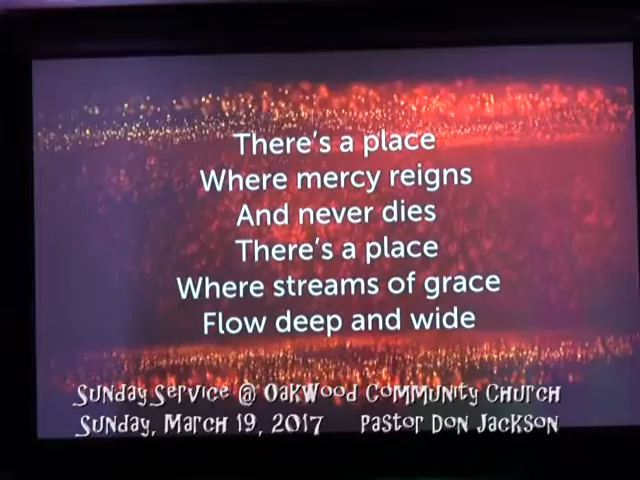 There's a place
Where mercy reigns
And never dies
There's a place
Where streams of grace
Flow deep and wide
Sunday Service @ Oakwood Community Church
Sunday, March 19, 2017 Pastor Don Jackson